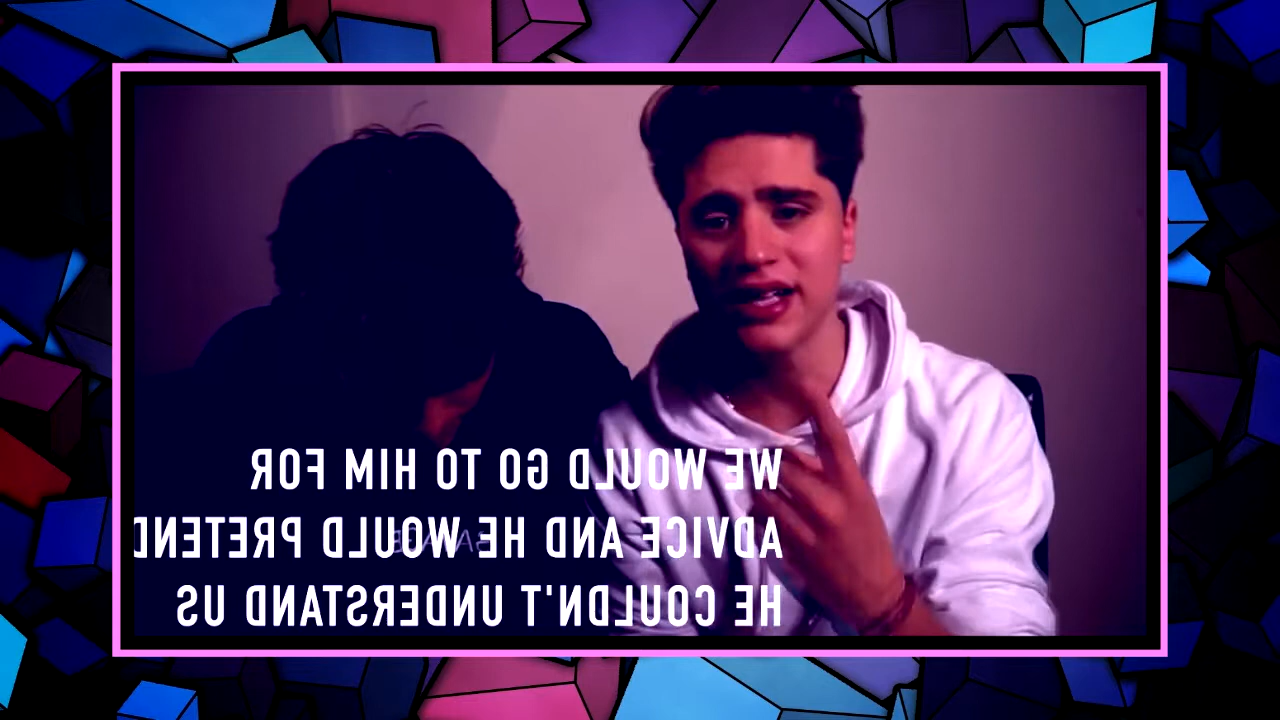 WE WOULD GO TO HIM FOR
ADVICE AND HE WOULD PRETEND
HE COULDN'T UNDERSTAND US